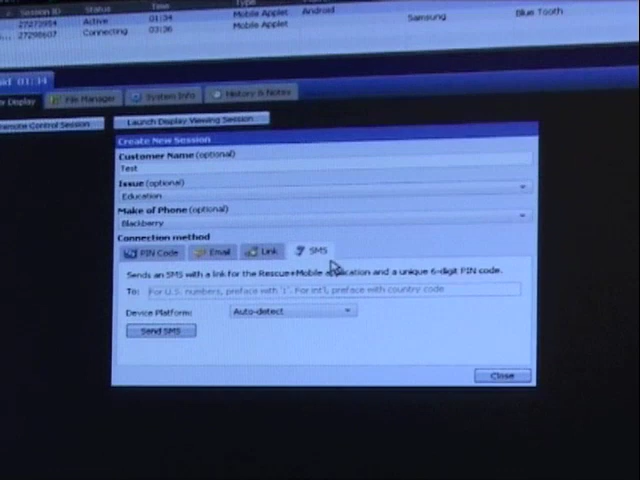 Session ID Status Time Type
27273954 Active 01:34 Mobile Applet Android Samsung Blue Tooth
27298607 Connecting 03:36 Mobile Applet
01:34
Display File Manager System Info History & Notes
Remote Control Session Launch Display Viewing Session
Create New Session
Customer Name (optional)
Test
Issue (optional)
Education
Make of Phone (optional)
Blackberry
Connection method
PIN Code Email Link SMS
Sends an SMS with a link for the Rescue+Mobile application and a unique 6-digit PIN code.
To: For U.S. numbers, preface with '1'. For int'l, preface with country code
Device Platform: Auto-detect
Send SMS
Close